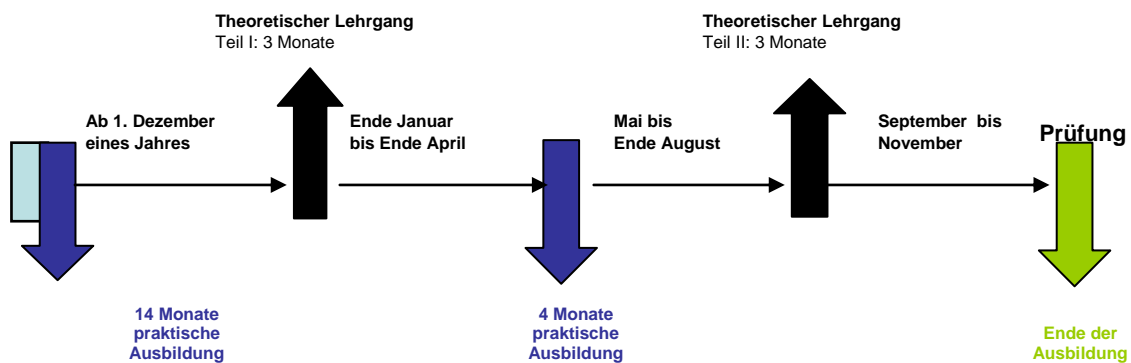 Theoretischer Lehrgang
Teil I: 3 Monate
Theoretischer Lehrgang
Teil II: 3 Monate
Ab 1. Dezember
eines Jahres
Ende Januar
bis Ende April
Mai bis
Ende August
September bis
November
Prüfung
14 Monate
praktische
Ausbildung
4 Monate
praktische
Ausbildung
Ende der
Ausbildung